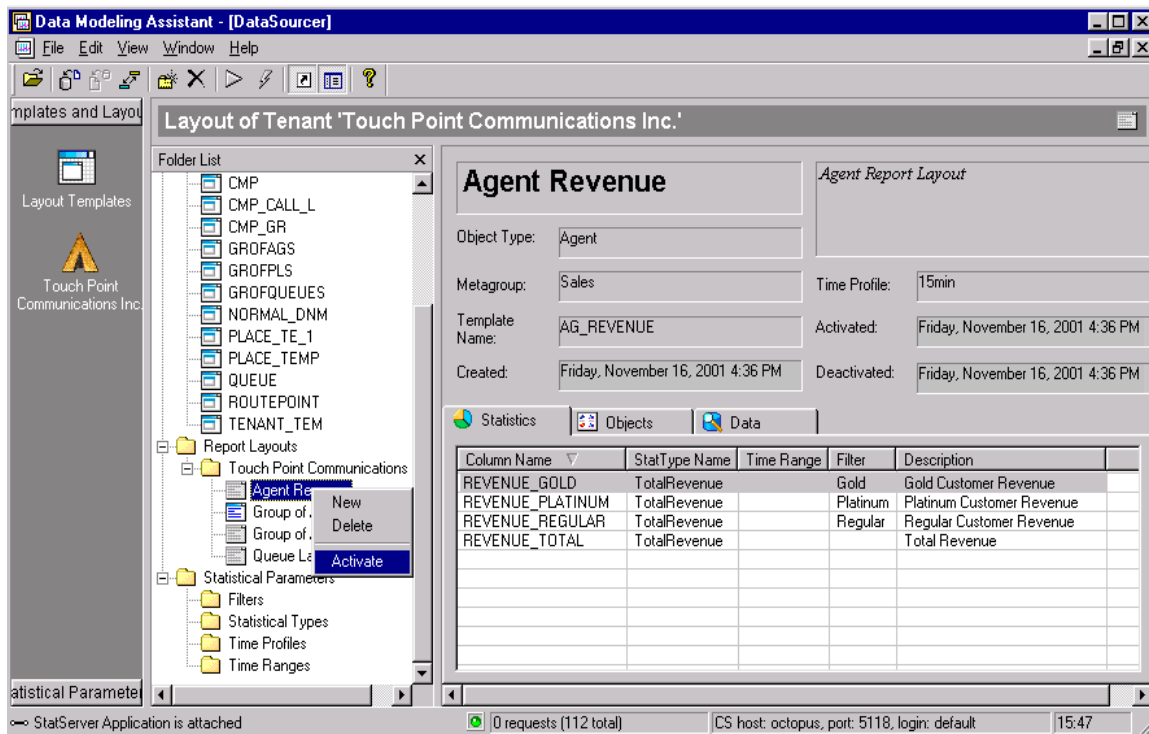 Data Modeling Assistant - [DataSourcer]
File Edit View Window Help
mplates and Layou
Layout Templates
Touch Point
Communications Inc.
atistical Paramete
Layout of Tenant 'Touch Point Communications Inc.'
Folder List
CMP
CMP_CALL_L
CMP_GR
GROFAGS
GROFPLS
GROFQUEUES
NORMAL_DNM
PLACE_TE_1
PLACE_TEMP
QUEUE
ROUTEPOINT
TENANT_TEM
Report Layouts
Touch Point Communications
Agent Re
Group of
Group of
Queue La
New
Delete
Activate
Statistical Parameters
Filters
Statistical Types
Time Profiles
Time Ranges
Agent Revenue
Agent Report Layout
Object Type: Agent
Metagroup: Sales
Time Profile: 15min
Template
Name: AG_REVENUE
Activated: Friday, November 16, 2001 4:36 PM
Created: Friday, November 16, 2001 4:36 PM
Deactivated: Friday, November 16, 2001 4:36 PM
Statistics Objects Data
Column Name StatType Name Time Range Filter Description
REVENUE_GOLD TotalRevenue Gold Gold Customer Revenue
REVENUE_PLATINUM TotalRevenue Platinum Platinum Customer Revenue
REVENUE_REGULAR TotalRevenue Regular Regular Customer Revenue
REVENUE_TOTAL TotalRevenue Total Revenue
StatServer Application is attached
0 requests (112 total)
CS host: octopus, port: 5118, login: default
15:47